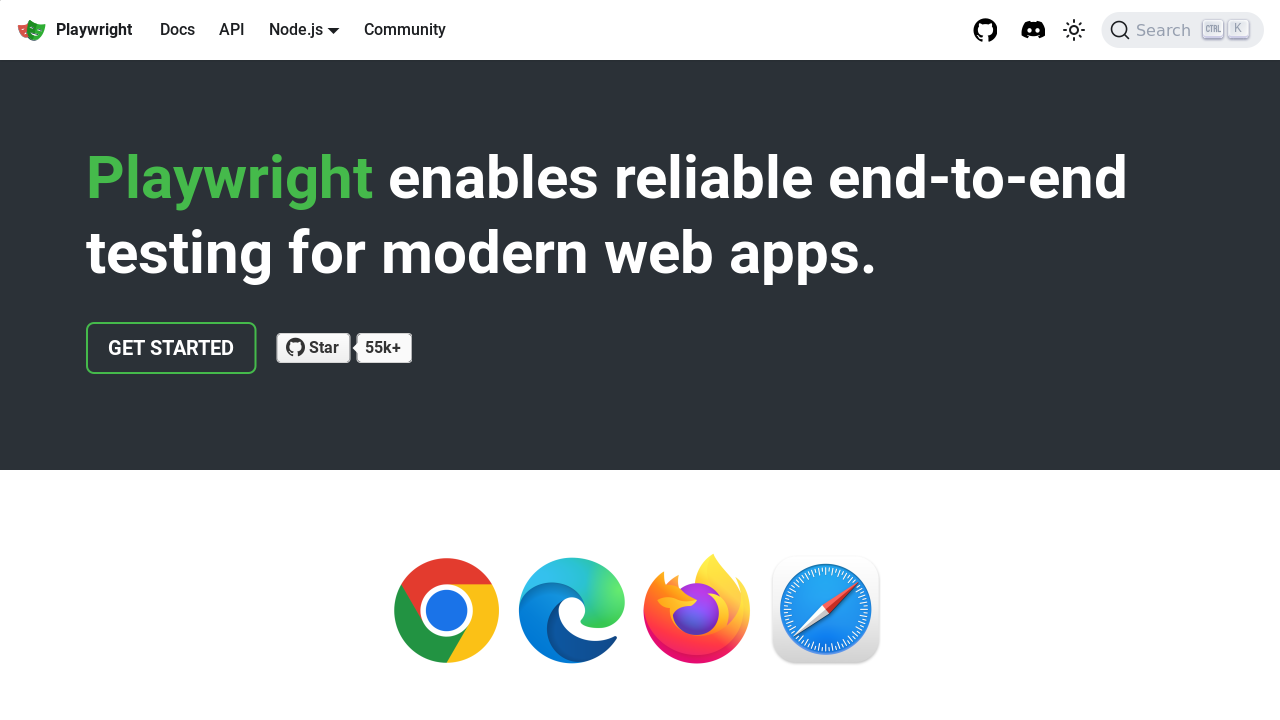 Playwright Docs API Node.js Community Search CTRL K
Playwright enables reliable end-to-end
testing for modern web apps.
GET STARTED Star 55k+